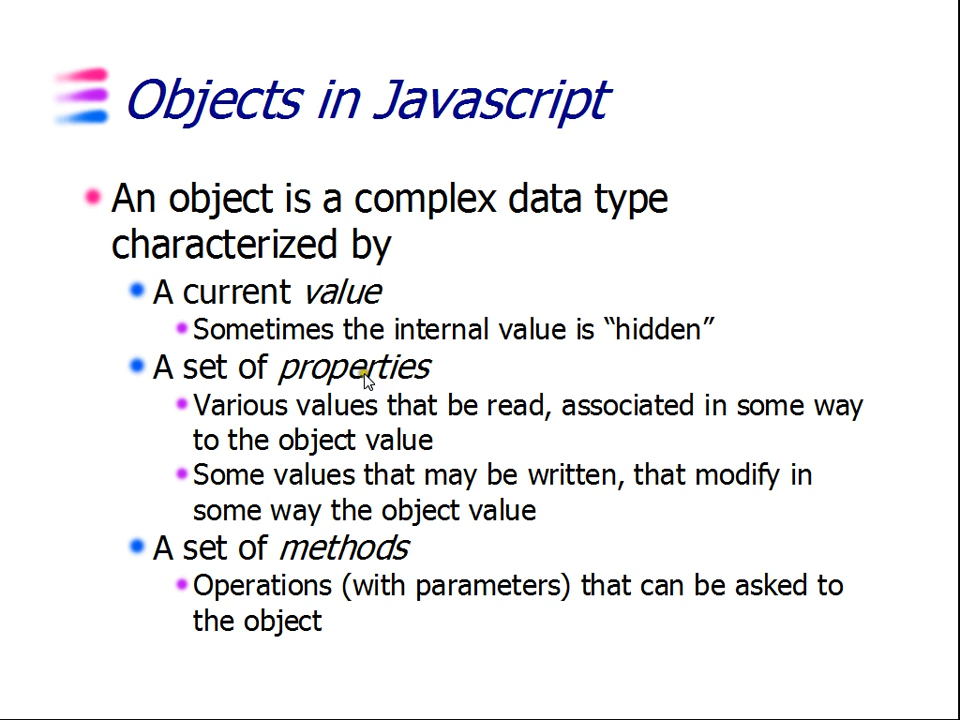 Objects in Javascript
An object is a complex data type
characterized by
A current value
Sometimes the internal value is “hidden”
A set of properties
Various values that be read, associated in some way
to the object value
Some values that may be written, that modify in
some way the object value
A set of methods
Operations (with parameters) that can be asked to
the object